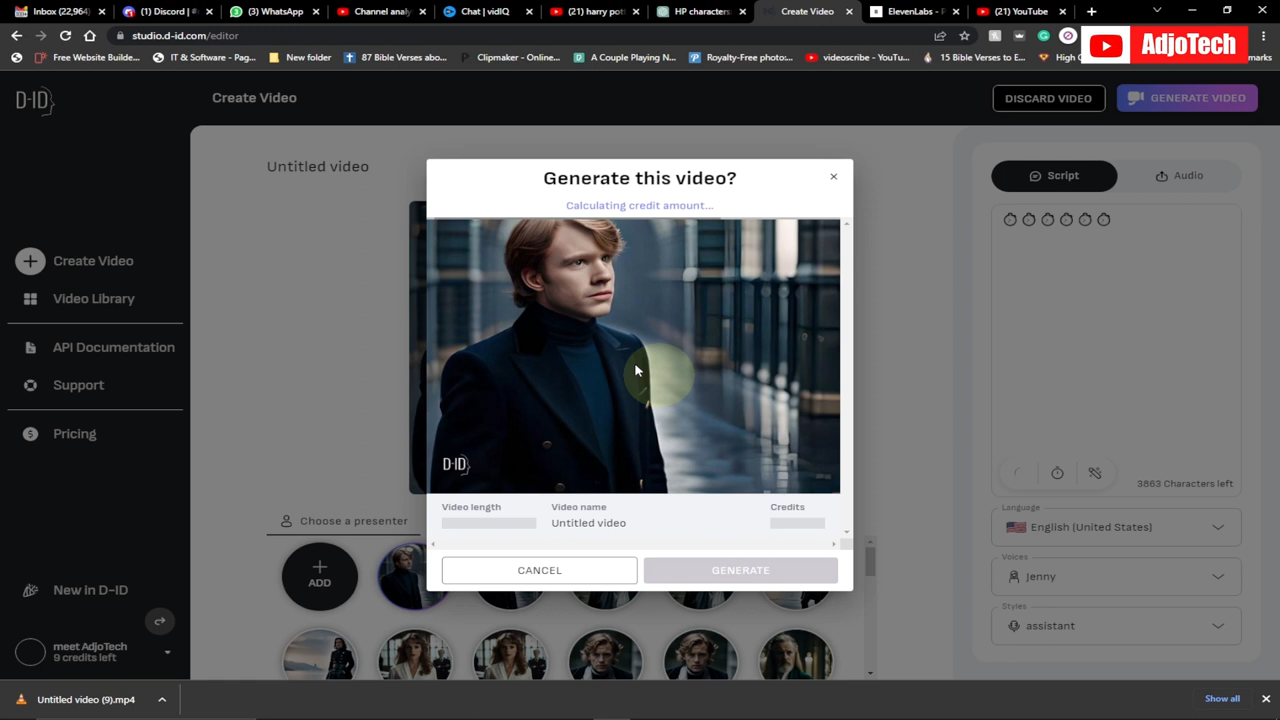 Inbox (22,964)
(1) Discord | #
(3) WhatsApp
Channel analy
Chat | vidIQ
(21) harry pot
HP characters
Create Video
ElevenLabs - F
(21) YouTube
studio.d-id.com/editor
Free Website Builde...
IT & Software - Pag...
New folder
87 Bible Verses abo...
Clipmaker - Online...
A Couple Playing N...
Royalty-Free photo:...
videoscribe - YouTu...
15 Bible Verses to E...
High
marks
AdjoTech
D-ID
Create Video
DISCARD VIDEO
GENERATE VIDEO
Untitled video
Create Video
Video Library
API Documentation
Support
Pricing
New in D-ID
meet AdjoTech
9 credits left
Generate this video?
Calculating credit amount...
D-ID
Video length
Video name
Credits
Untitled video
CANCEL
GENERATE
Choose a presenter
ADD
Script
Audio
3863 Characters left
Language
English (United States)
Voices
Jenny
Styles
assistant
Untitled video (9).mp4
Show all